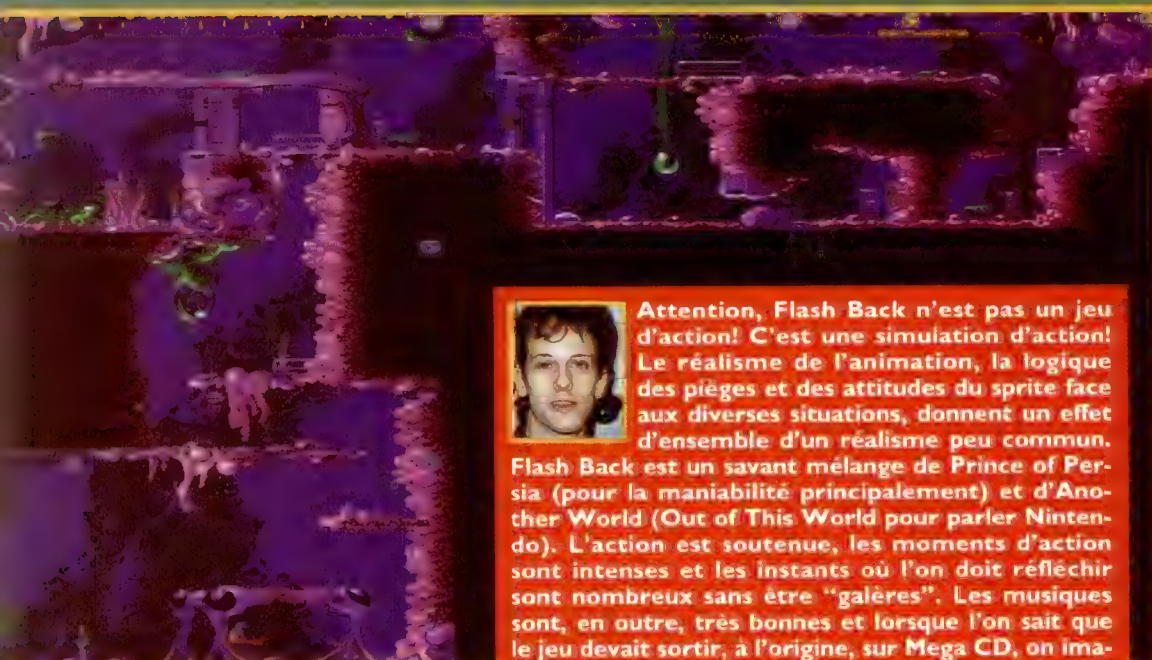 Attention, Flash Back n'est pas un jeu
d'action! C'est une simulation d'action!
Le réalisme de l'animation, la logique
des pièges et des attitudes du sprite face
aux diverses situations, donnent un effet
d'ensemble d'un réalisme peu commun.
Flash Back est un savant mélange de Prince of Per-
sia (pour la maniabilité principalement) et d'Ano-
ther World (Out of This World pour parler Ninten-
do). L'action est soutenue, les moments d'action
sont intenses et les instants où l'on doit réfléchir
sont nombreux sans être "galères". Les musiques
sont, en outre, très bonnes et lorsque l'on sait que
le jeu devait sortir, à l'origine, sur Mega CD, on ima-